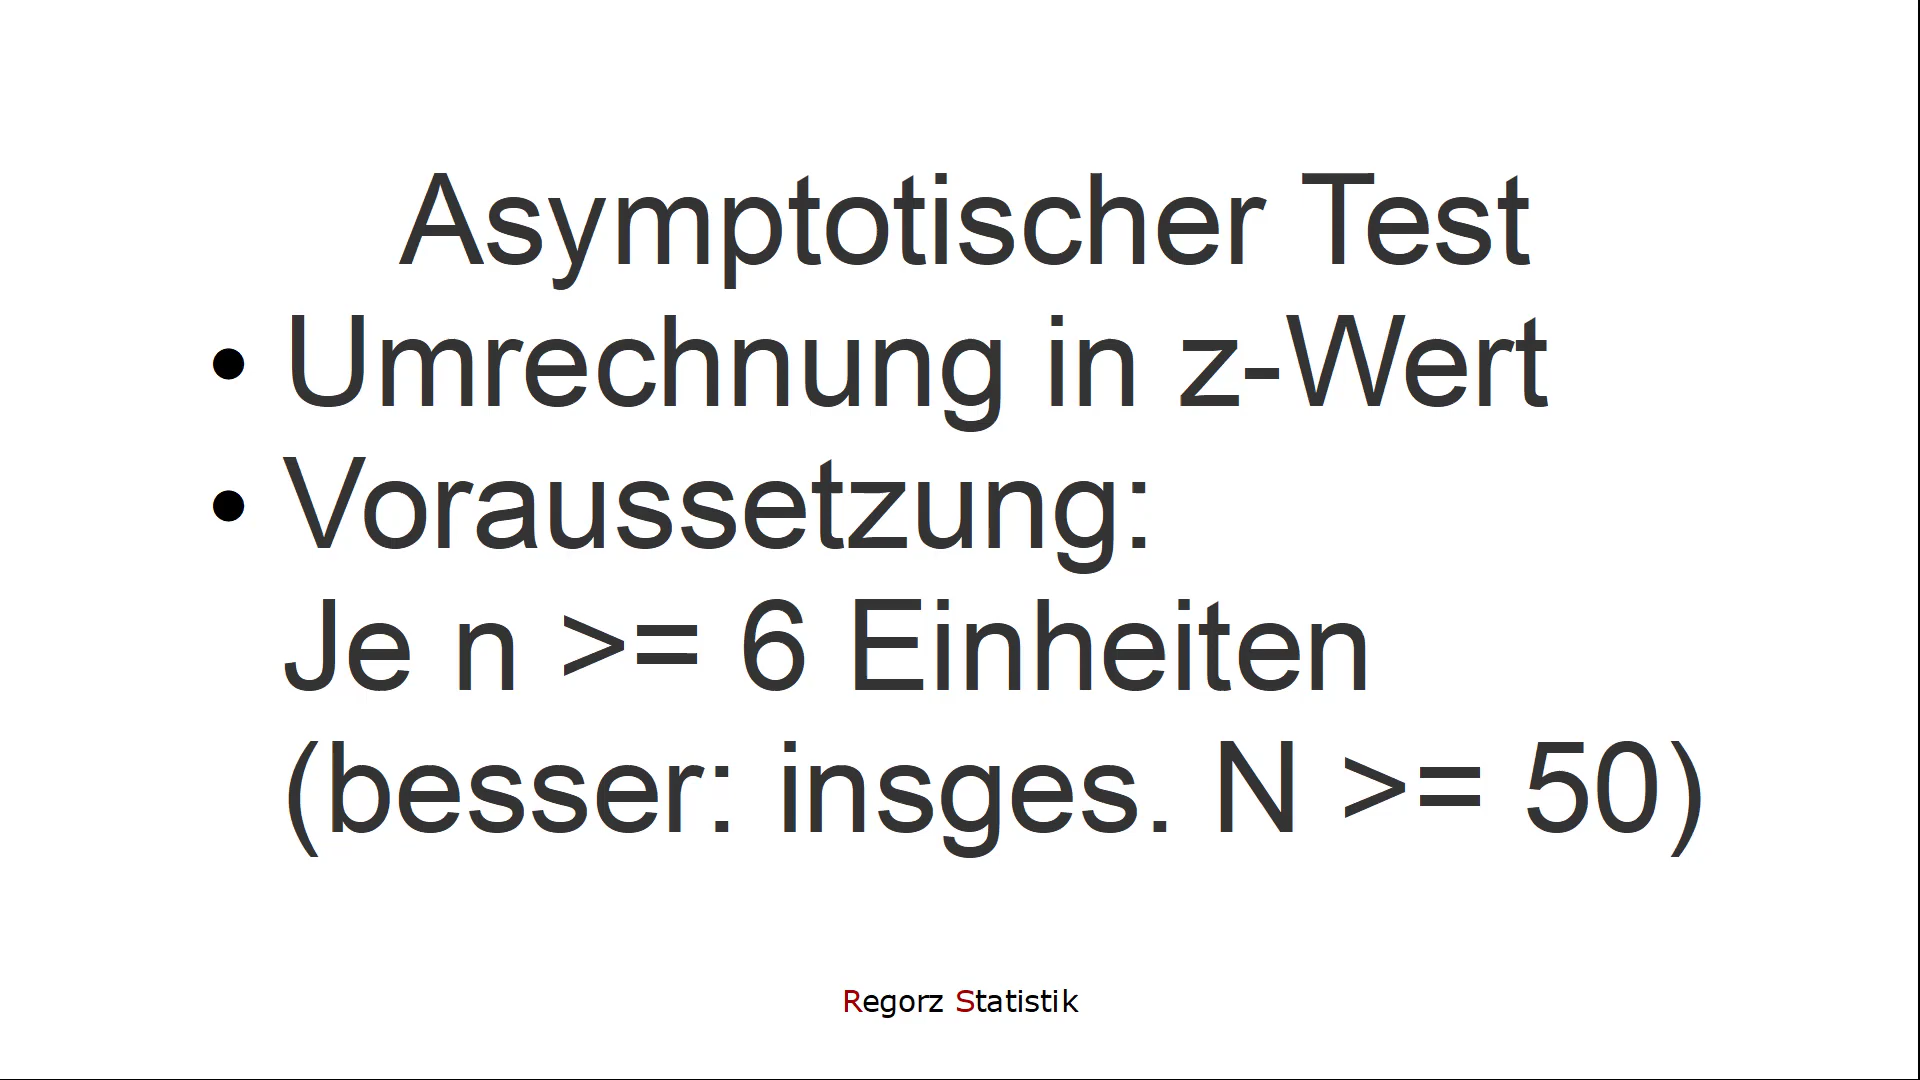 Asymptotischer Test
• Umrechnung in z-Wert
• Voraussetzung:
Je n >= 6 Einheiten
(besser: insges. N >= 50)
Regorz Statistik